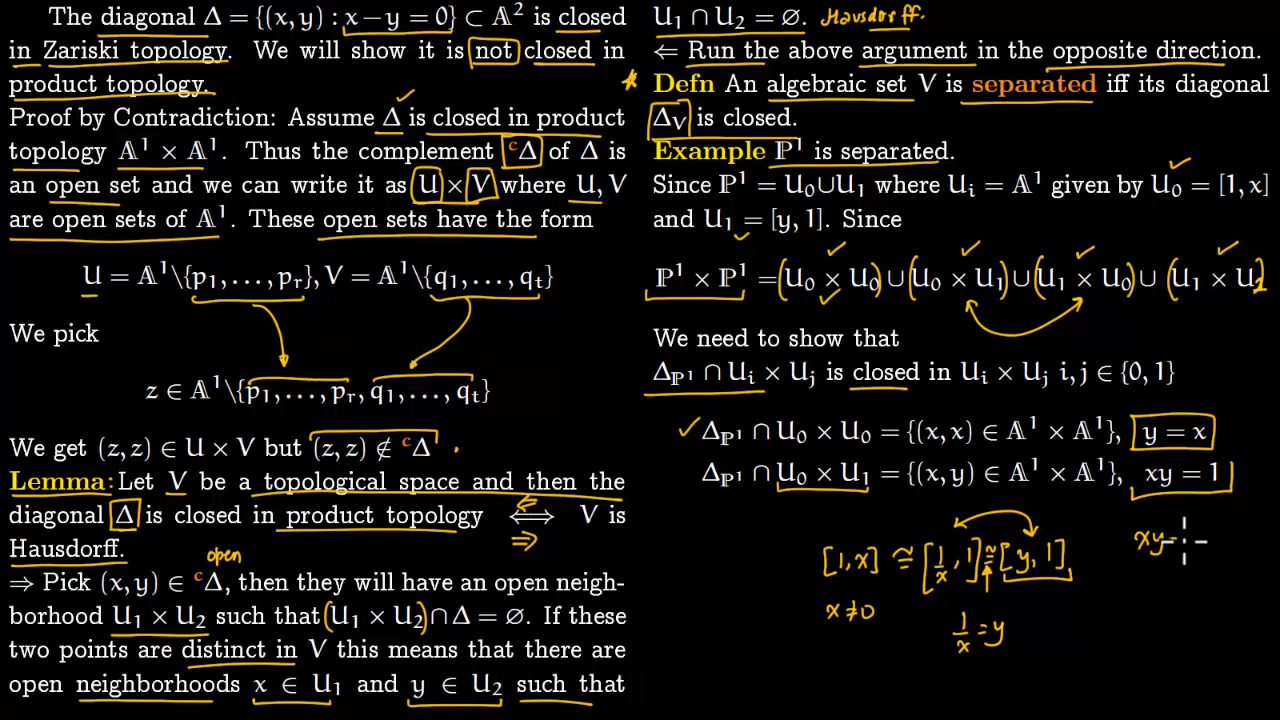 The diagonal Δ = {(x, y) : x−y = 0} ⊂ 𝔸² is closed
in Zariski topology. We will show it is not closed in
product topology.
Proof by Contradiction: Assume Δ is closed in product
topology 𝔸¹ × 𝔸¹. Thus the complement ᶜΔ of Δ is
an open set and we can write it as U × V where U, V
are open sets of 𝔸¹. These open sets have the form
U = 𝔸¹\{p₁, . . . , pᵣ}, V = 𝔸¹\{q₁, . . . , qₜ}
We pick
z ∈ 𝔸¹\{p₁, . . . , pᵣ, q₁, . . . , qₜ}
We get (z, z) ∈ U × V but (z, z) ∉ ᶜΔ .
Lemma: Let V be a topological space and then the
diagonal Δ is closed in product topology ⟺ V is
⇐
⇒
Hausdorff.
open
⇒ Pick (x, y) ∈ ᶜΔ, then they will have an open neigh-
borhood U₁ × U₂ such that (U₁ × U₂) ∩ Δ = ∅. If these
two points are distinct in V this means that there are
open neighborhoods x ∈ U₁ and y ∈ U₂ such that
U₁ ∩ U₂ = ∅. Hausdorff.
⇐ Run the above argument in the opposite direction.
* Defn An algebraic set V is separated iff its diagonal
Δ_V is closed.
Example ℙ¹ is separated.
Since ℙ¹ = U₀∪U₁ where Uᵢ = 𝔸¹ given by U₀ = [1, x]
and U₁ = [y, 1]. Since
ℙ¹ × ℙ¹ = (U₀ × U₀) ∪ (U₀ × U₁) ∪ (U₁ × U₀) ∪ (U₁ × U₁)
We need to show that
Δ_ℙ¹ ∩ Uᵢ × Uⱼ is closed in Uᵢ × Uⱼ i, j ∈ {0, 1}
✓ Δ_ℙ¹ ∩ U₀ × U₀ = {(x, x) ∈ 𝔸¹ × 𝔸¹}, y = x
Δ_ℙ¹ ∩ U₀ × U₁ = {(x, y) ∈ 𝔸¹ × 𝔸¹}, xy = 1
[1, x] ≅ [1/x, 1] ≅ [y, 1] xy=
x≠0
1/x = y